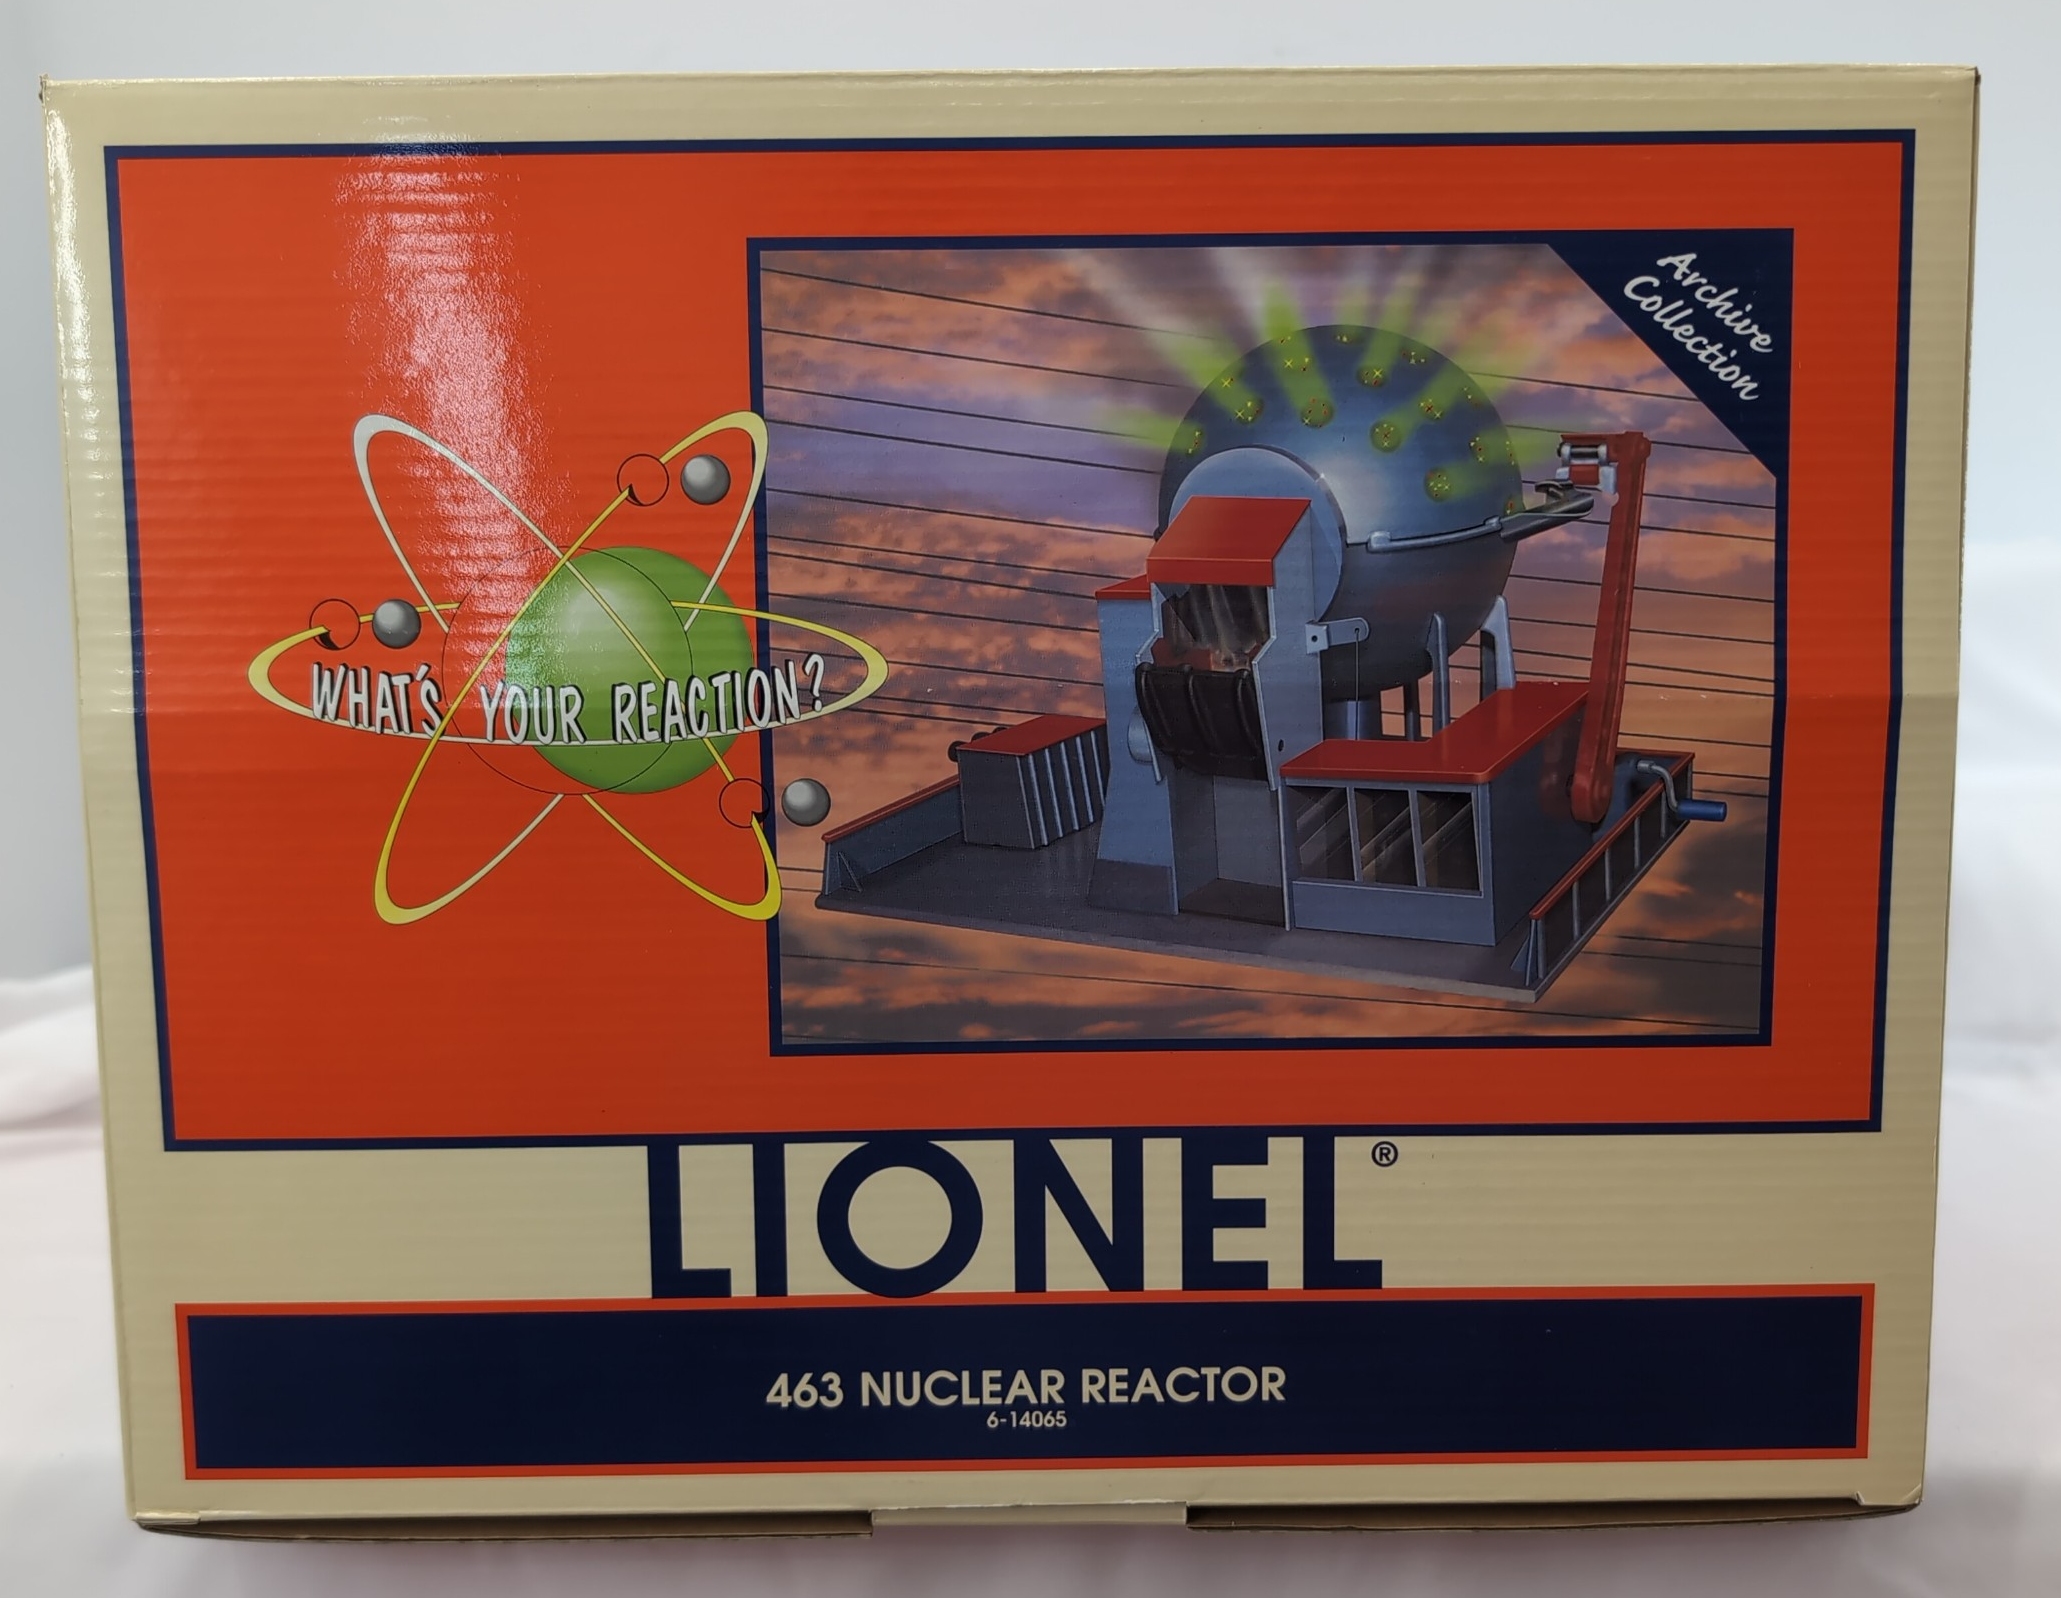 Archive
Collection
WHAT'S YOUR REACTION?
LIONEL®
463 NUCLEAR REACTOR
6-14065